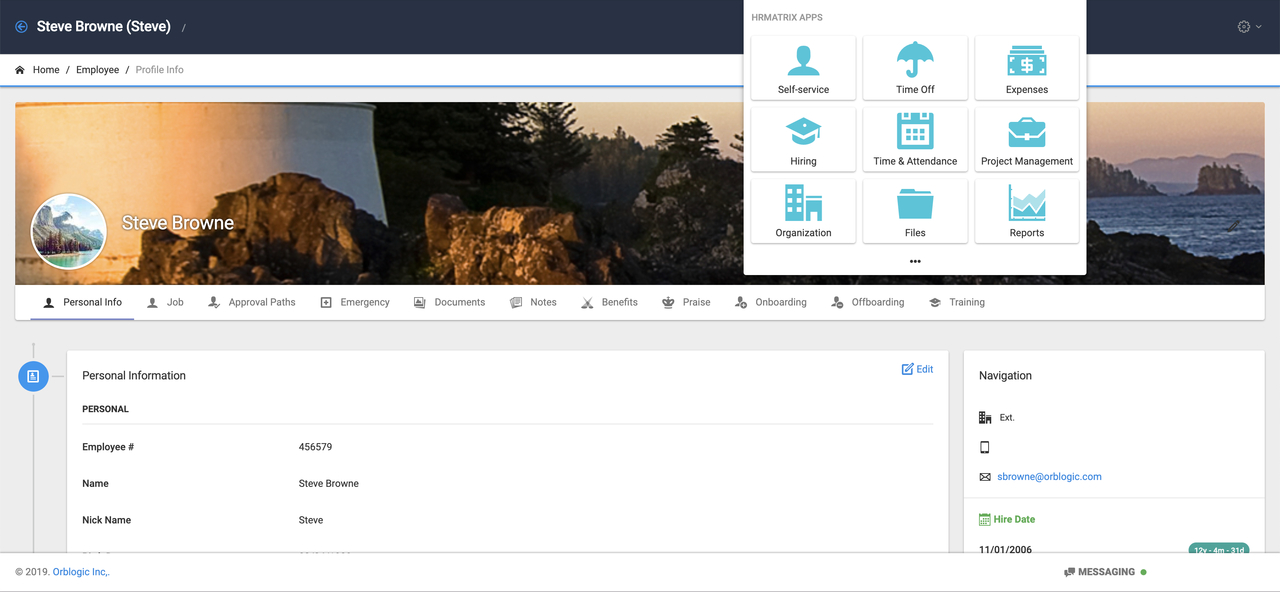 Steve Browne (Steve) /
HRMATRIX APPS
Self-service
Time Off
Expenses
Hiring
Time & Attendance
Project Management
Organization
Files
Reports
•••
Home / Employee / Profile Info
Steve Browne
Personal Info
Job
Approval Paths
Emergency
Documents
Notes
Benefits
Praise
Onboarding
Offboarding
Training
Personal Information
Edit
PERSONAL
Employee # 456579
Name Steve Browne
Nick Name Steve
Navigation
Ext.
sbrowne@orblogic.com
Hire Date
11/01/2006 12y - 4m - 31d
© 2019. Orblogic Inc,.
MESSAGING